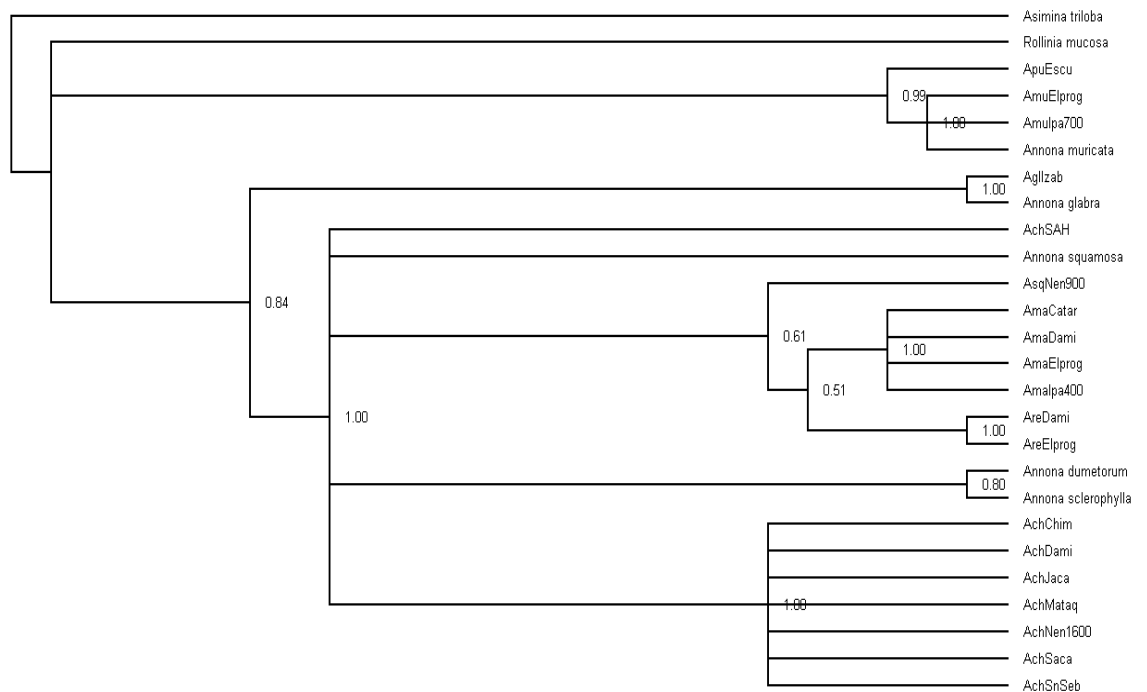 Asimina triloba
Rollinia mucosa
ApuEscu
0.99
AmuElprog
1.00
Amulpa700
Annona muricata
Agllzab
1.00
Annona glabra
AchSAH
Annona squamosa
AsqNen900
0.84
AmaCatar
0.61
AmaDami
1.00
AmaElprog
0.51
Amalpa400
1.00
AreDami
1.00
AreElprog
Annona dumetorum
0.80
Annona sclerophylla
AchChim
AchDami
AchJaca
1.00
AchMataq
AchNen1600
AchSaca
AchSnSeb